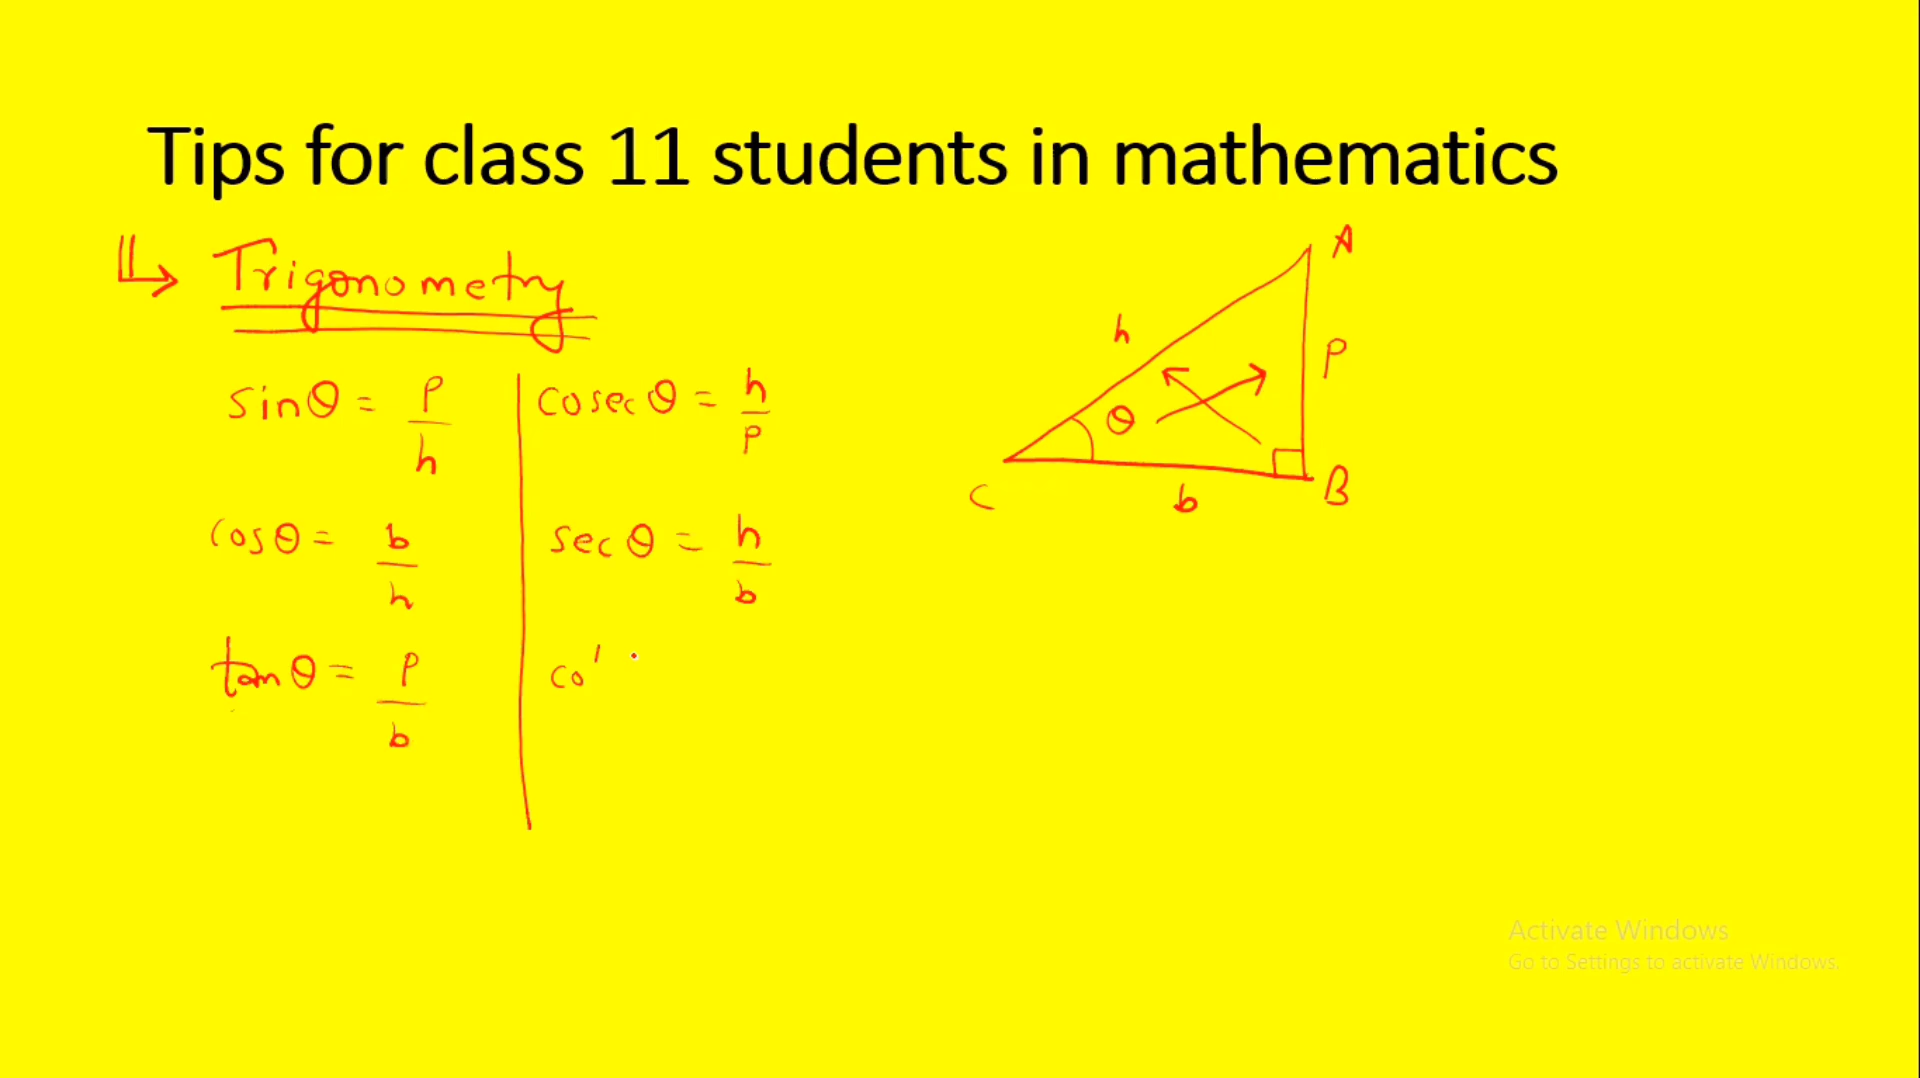 Tips for class 11 students in mathematics
Trigonometry
sinθ = p/h
cosecθ = h/p
cosθ = b/h
secθ = h/b
tanθ = p/b
co'
A
h
P
θ
C
b
B
Activate Windows
Go to Settings to activate Windows.